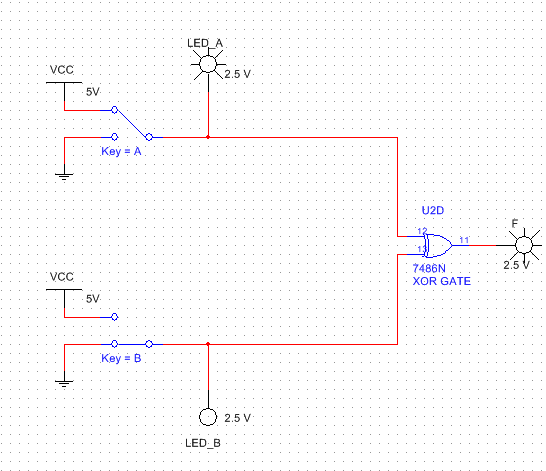 LED_A
2.5 V
VCC
5V
Key = A
U2D
12
13
11
7486N
XOR GATE
F
2.5 V
VCC
5V
Key = B
2.5 V
LED_B